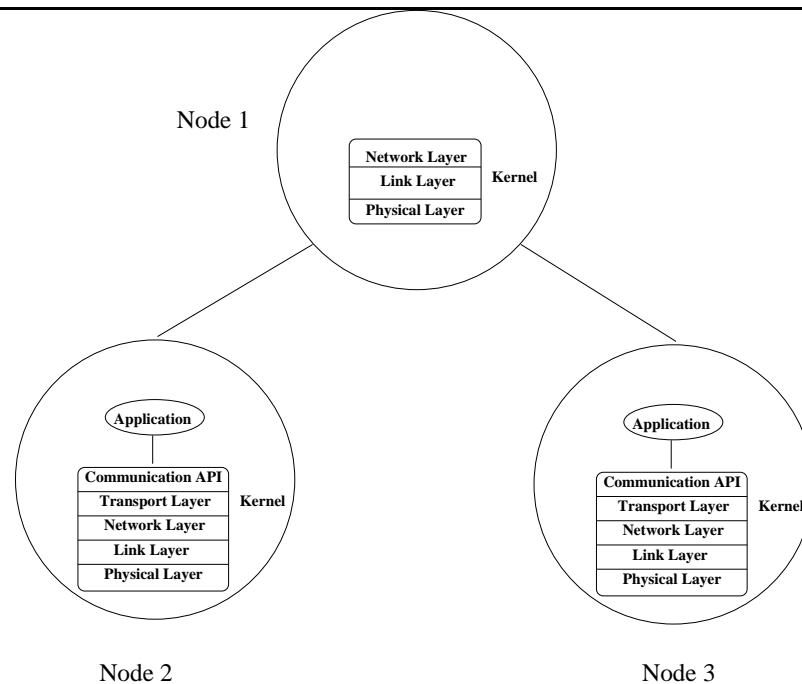 Node 1
Network Layer
Link Layer
Physical Layer
Kernel
Application
Communication API
Transport Layer
Network Layer
Link Layer
Physical Layer
Kernel
Node 2
Application
Communication API
Transport Layer
Network Layer
Link Layer
Physical Layer
Kernel
Node 3